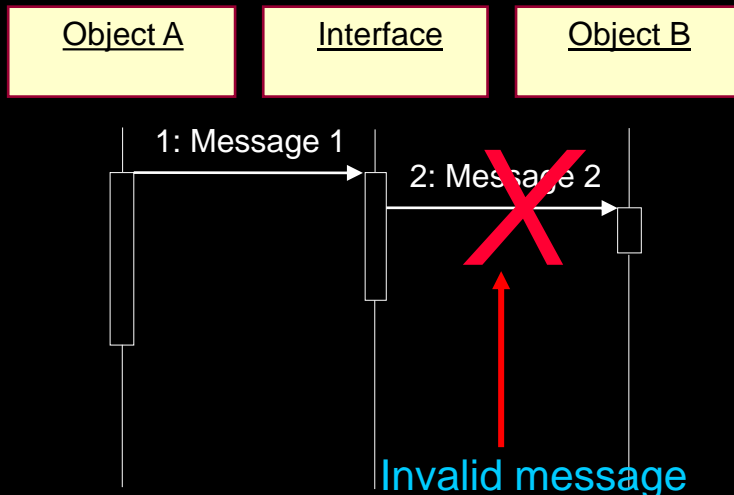 Object A
Interface
Object B
1: Message 1
2: Message 2
Invalid message